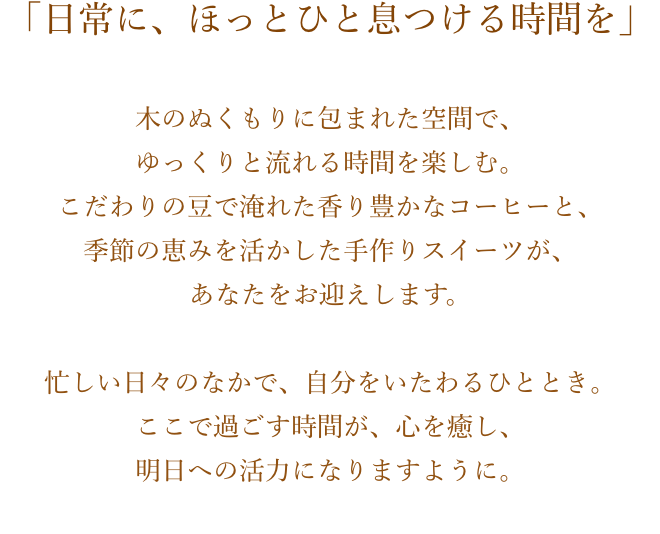 「日常に、ほっとひと息つける時間を」
木のぬくもりに包まれた空間で、
ゆっくりと流れる時間を楽しむ。
こだわりの豆で淹れた香り豊かなコーヒーと、
季節の恵みを活かした手作りスイーツが、
あなたをお迎えします。
忙しい日々のなかで、自分をいたわるひととき。
ここで過ごす時間が、心を癒し、
明日への活力になりますように。